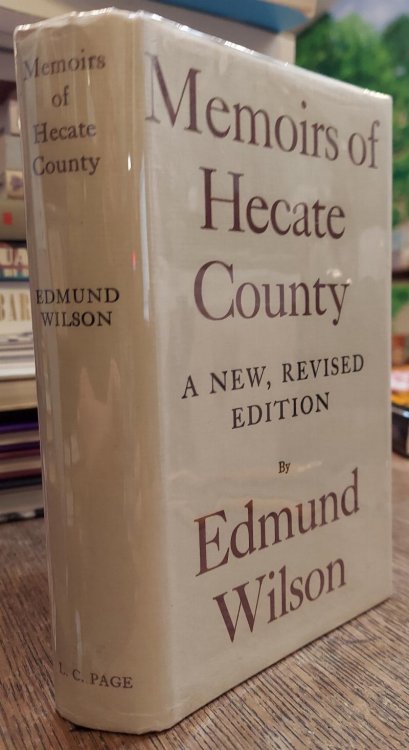 Memoirs
of
Hecate
County
EDMUND
WILSON
L. C. PAGE
Memoirs of
Hecate
County
A NEW, REVISED
EDITION
By
Edmund
Wilson